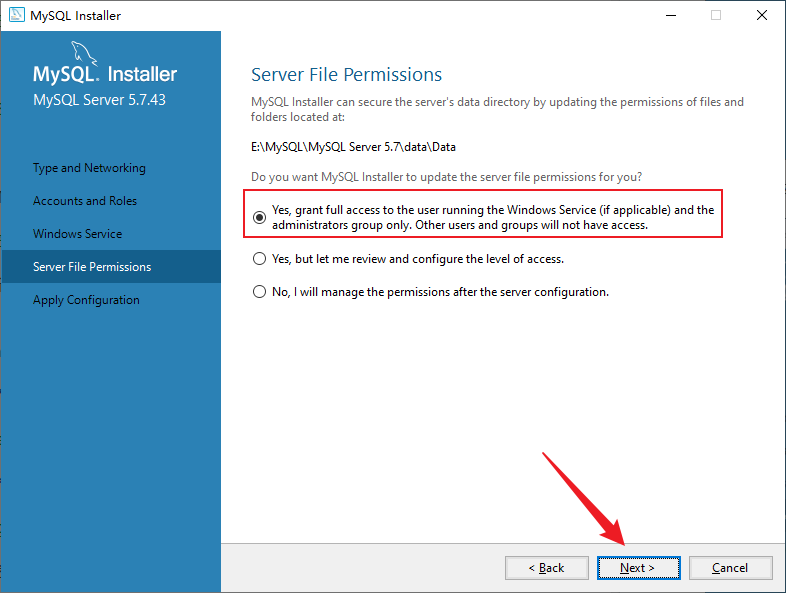 MySQL Installer
MySQL. Installer
MySQL Server 5.7.43
Type and Networking
Accounts and Roles
Windows Service
Server File Permissions
Apply Configuration
Server File Permissions
MySQL Installer can secure the server's data directory by updating the permissions of files and
folders located at:
E:\MySQL\MySQL Server 5.7\data\Data
Do you want MySQL Installer to update the server file permissions for you?
Yes, grant full access to the user running the Windows Service (if applicable) and the
administrators group only. Other users and groups will not have access.
Yes, but let me review and configure the level of access.
No, I will manage the permissions after the server configuration.
< Back
Next >
Cancel